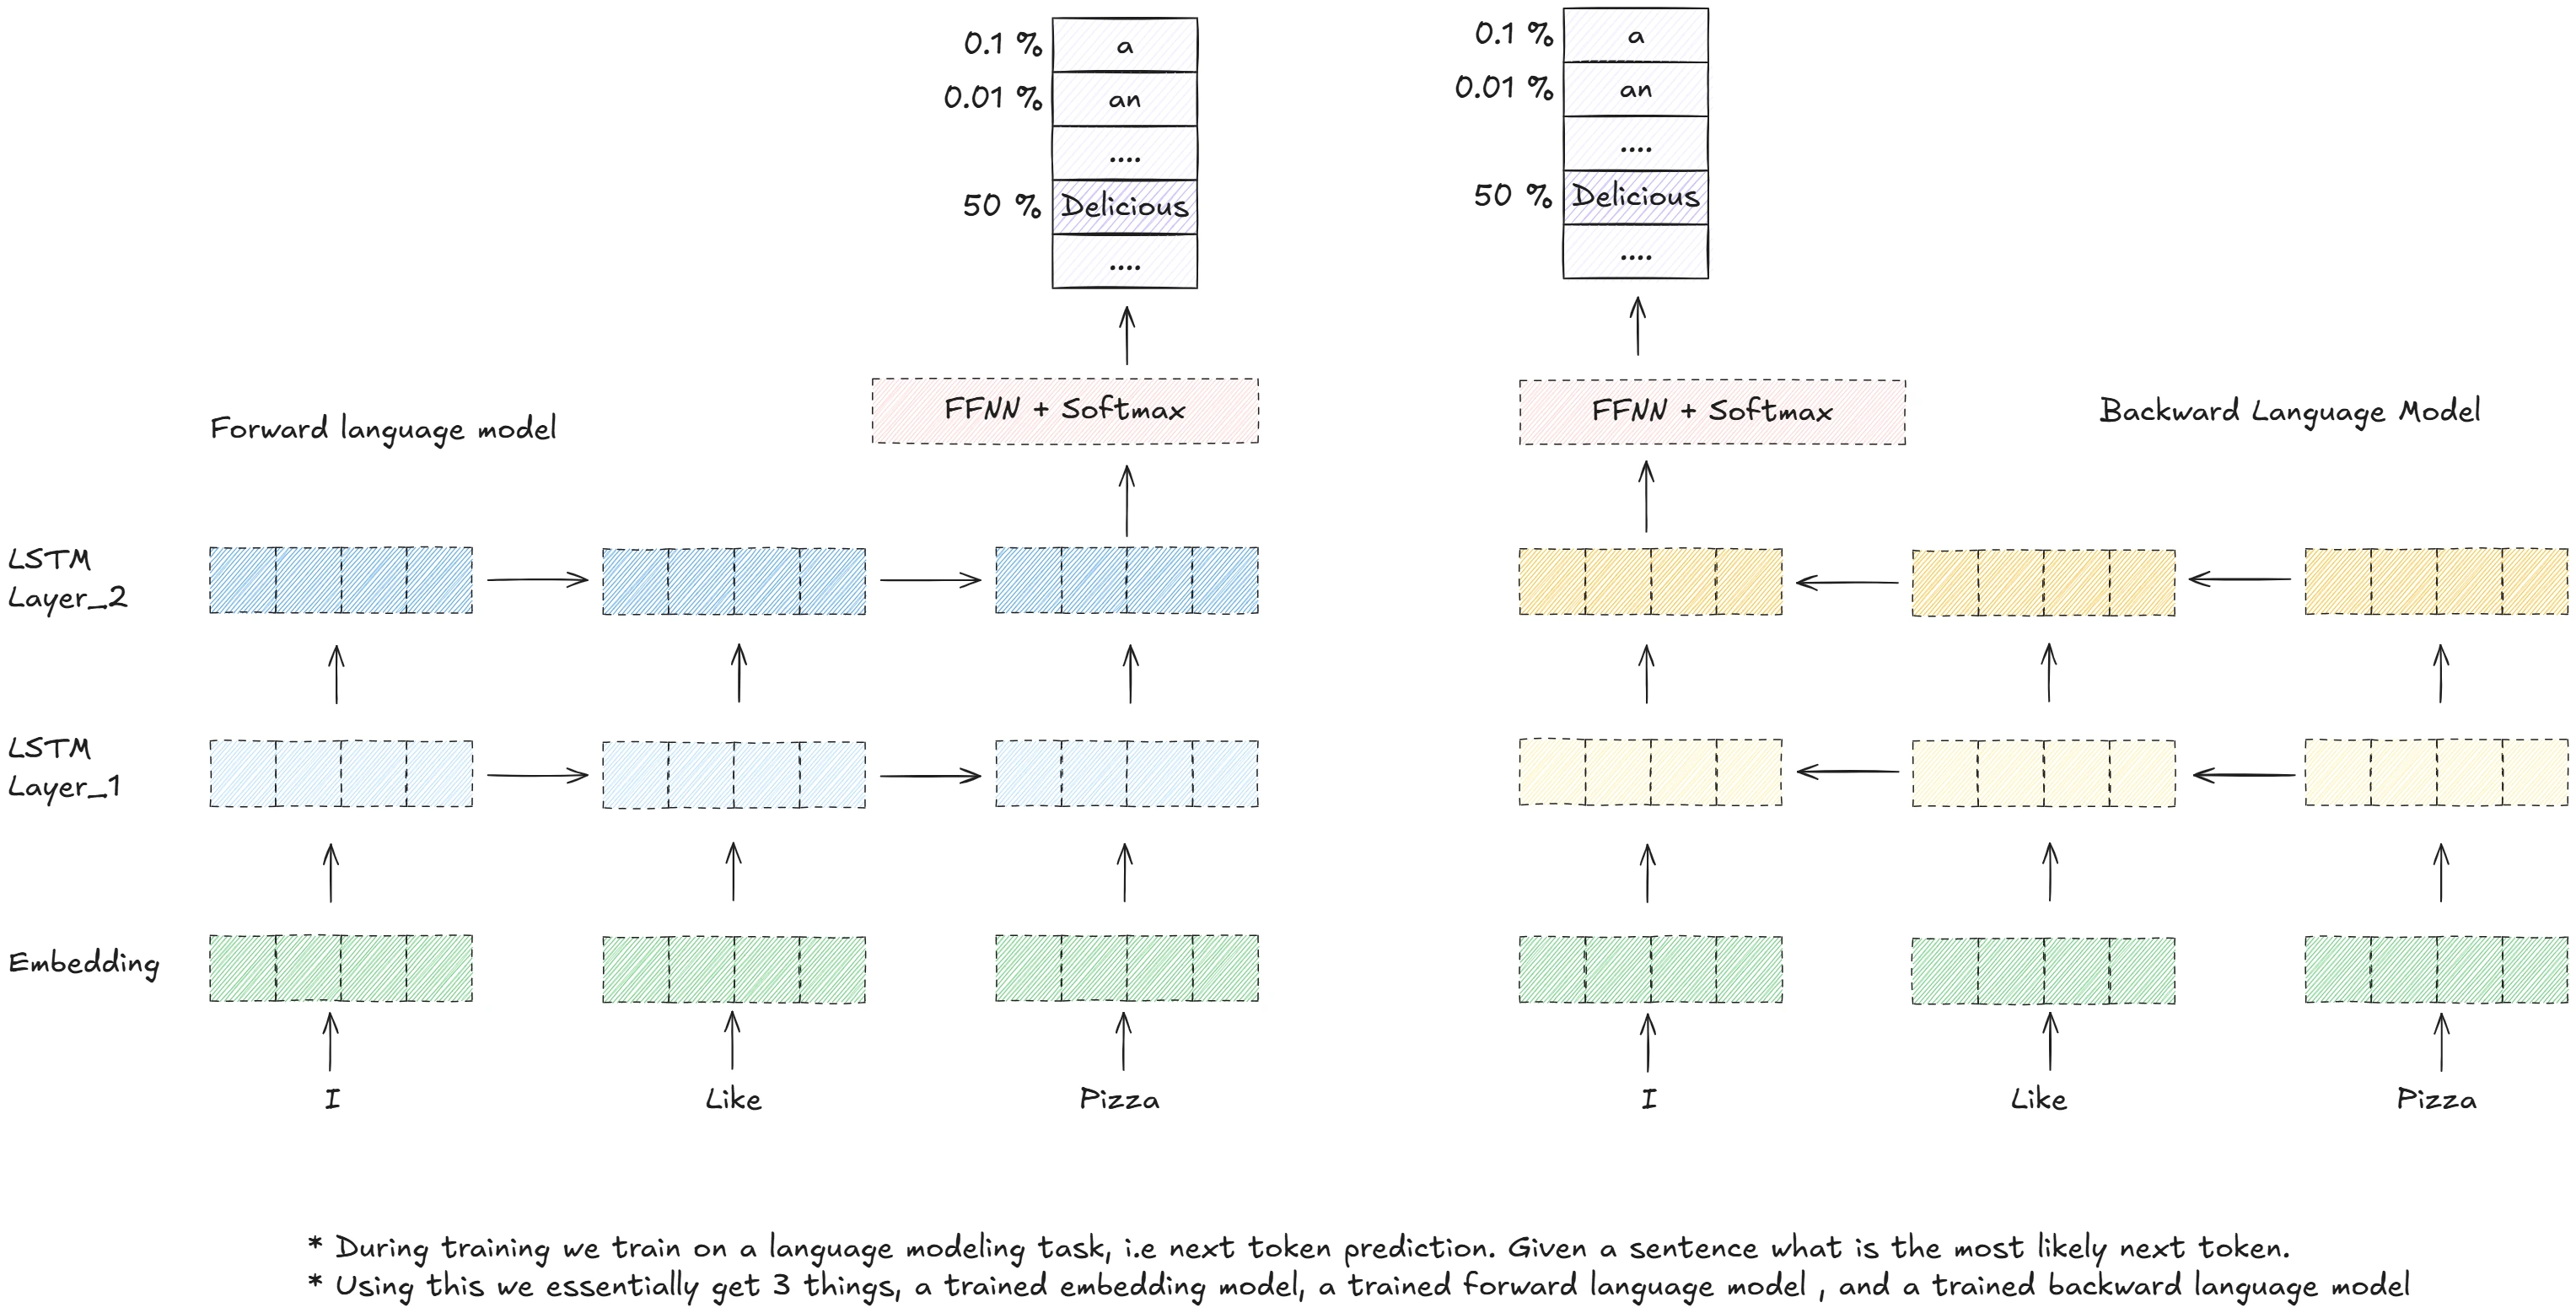 0.1 % a
0.01 % an
....
50 % Delicious
....
0.1 % a
0.01 % an
....
50 % Delicious
....
FFNN + Softmax
FFNN + Softmax
Forward language model
Backward Language Model
LSTM
Layer_2
LSTM
Layer_1
Embedding
I Like Pizza
I Like Pizza
* During training we train on a language modeling task, i.e next token prediction. Given a sentence what is the most likely next token.
* Using this we essentially get 3 things, a trained embedding model, a trained forward language model , and a trained backward language model